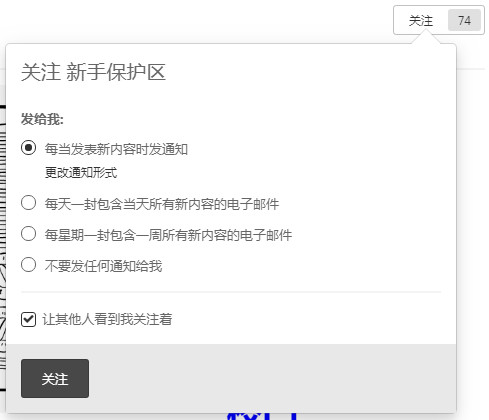 关注 74
关注 新手保护区
发给我:
每当发表新内容时发通知
更改通知形式
每天一封包含当天所有新内容的电子邮件
每星期一封包含一周所有新内容的电子邮件
不要发任何通知给我
让其他人看到我关注着
关注